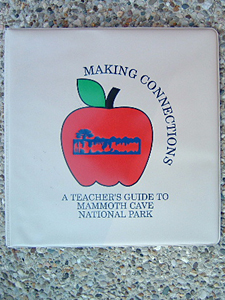 MAKING CONNECTIONS
A TEACHER'S GUIDE TO
MAMMOTH CAVE
NATIONAL PARK